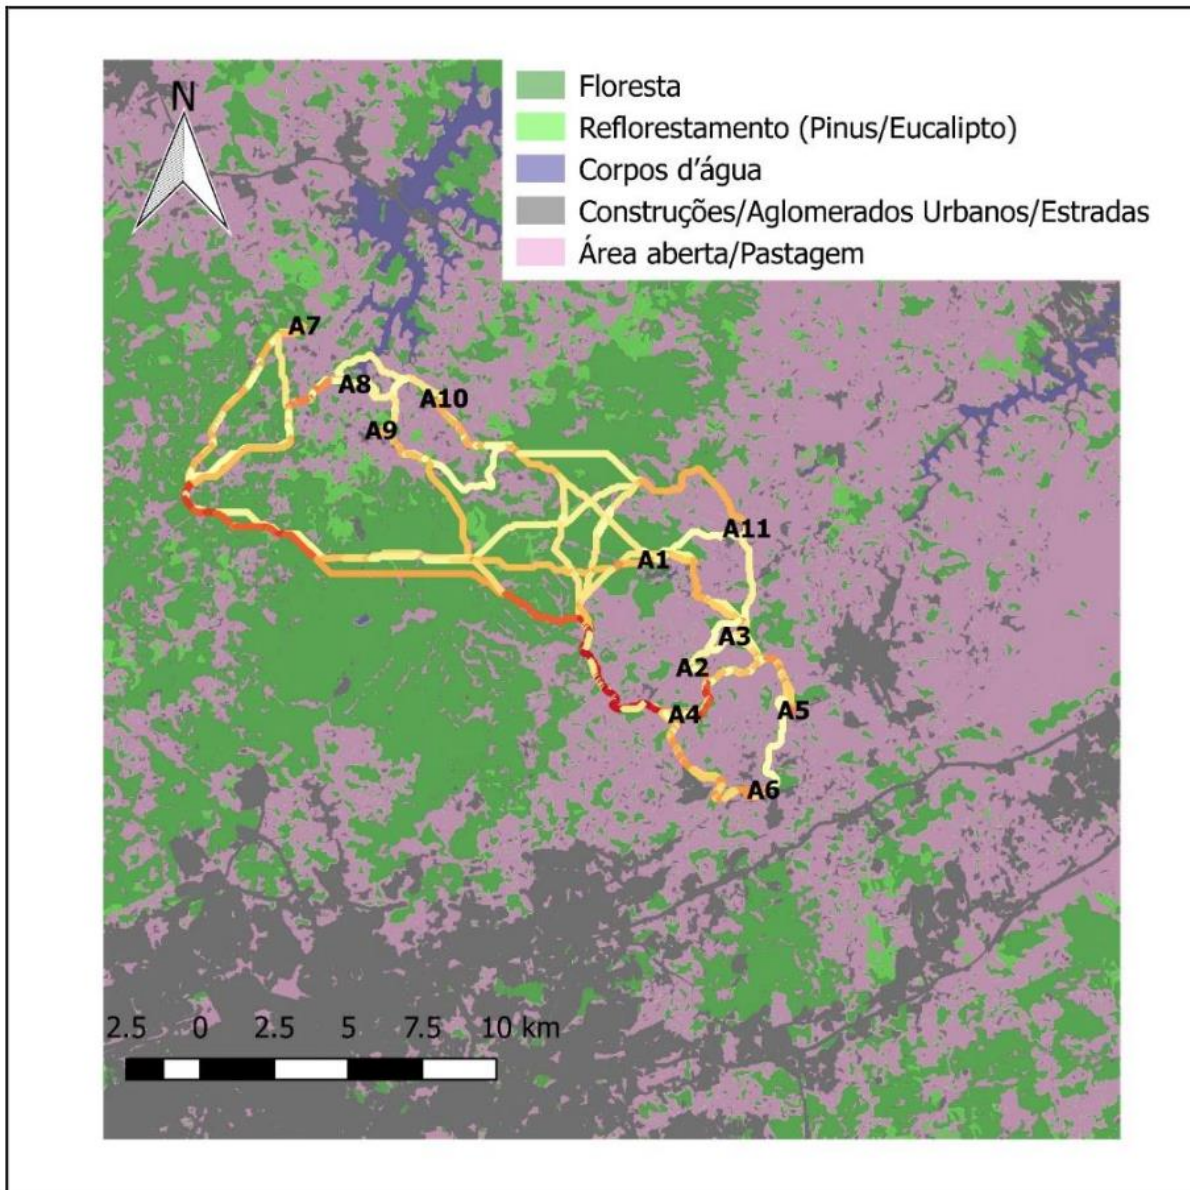 N
Floresta
Reflorestamento (Pinus/Eucalipto)
Corpos d'água
Construções/Aglomerados Urbanos/Estradas
Área aberta/Pastagem
A7
A8
A10
A9
A11
A1
A3
A2
A4
A5
A6
2.5 0 2.5 5 7.5 10 km